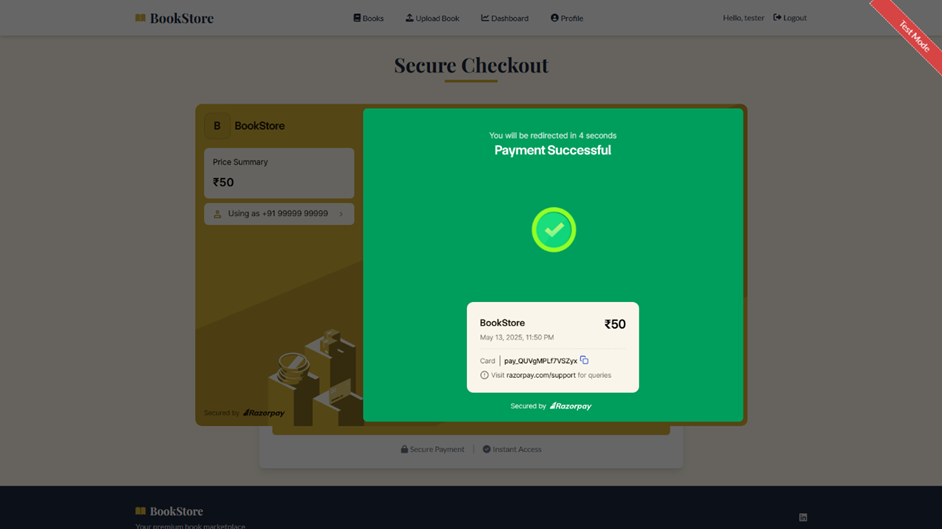 BookStore
Books
Upload Book
Dashboard
Profile
Hello, tester
Logout
Test Mode
Secure Checkout
B
BookStore
Price Summary
₹50
Using as +91 99999 99999
Secured by Razorpay
You will be redirected in 4 seconds
Payment Successful
BookStore
₹50
May 13, 2025, 11:50 PM
Card | pay_QUVgMPLf7VSZyx
Visit razorpay.com/support for queries
Secured by Razorpay
Secure Payment
Instant Access
BookStore
Your premium book marketplace